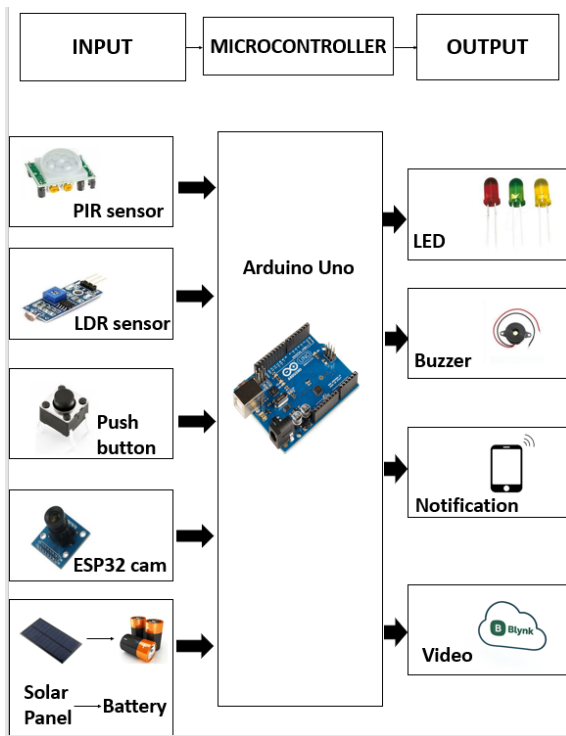 INPUT
MICROCONTROLLER
OUTPUT
PIR sensor
LDR sensor
Push
button
ESP32 cam
Solar
Panel
Battery
Arduino Uno
LED
Buzzer
Notification
B Blynk
Video